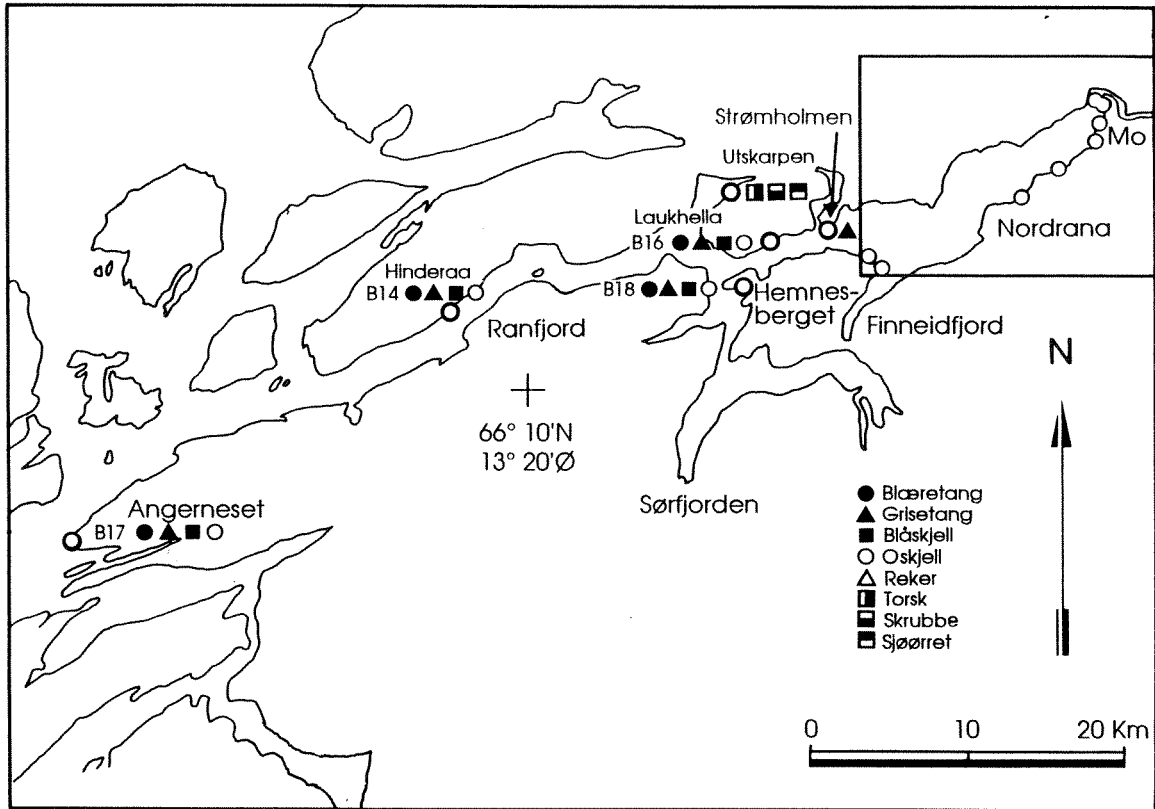 Strømholmen
Mo
Utskarpen
Laukhella
B16
Nordrana
Hinderaa
B14
B18
Hemnes-
berget
Ranfjord
Finneidfjord
N
66° 10'N
13° 20'Ø
Sørfjorden
Angerneset
B17
Blæretang
Grisetang
Blåskjell
Oskjell
Reker
Torsk
Skrubbe
Sjøørret
0 10 20 Km